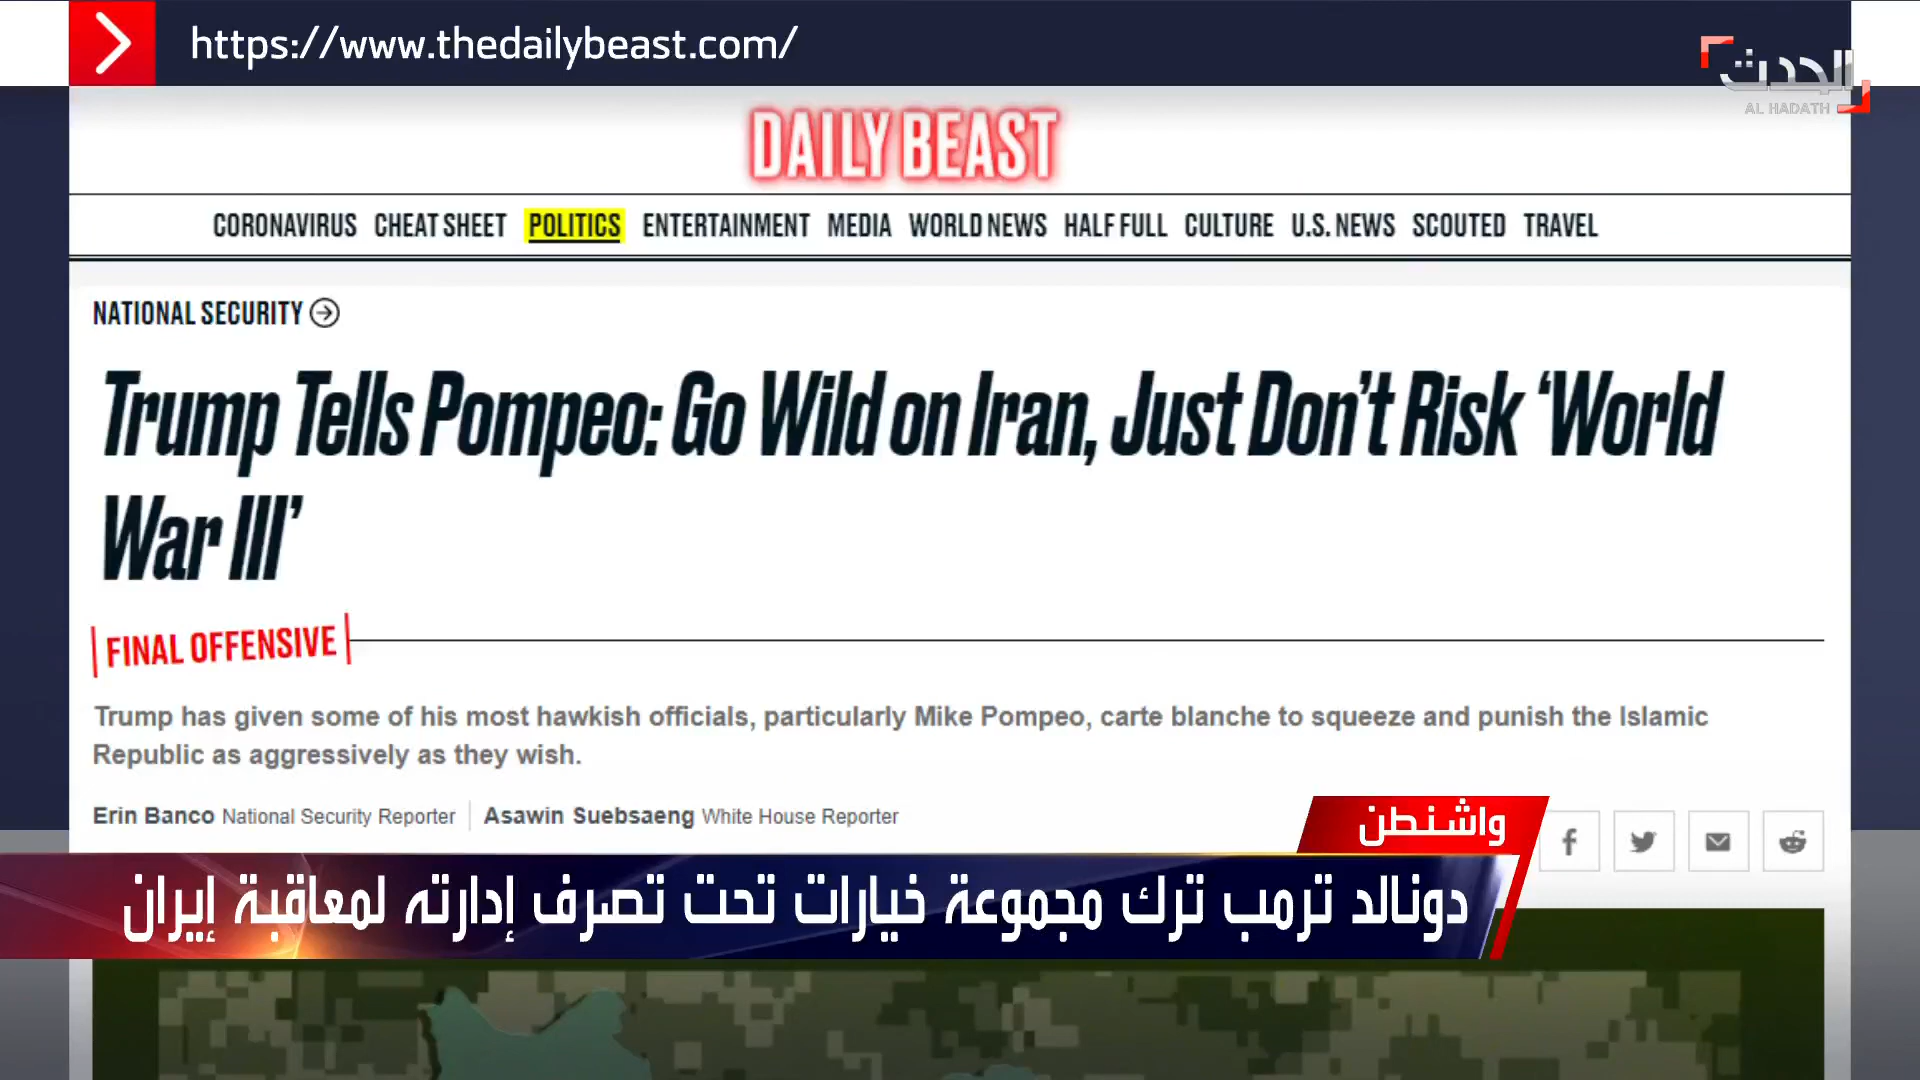 https://www.thedailybeast.com/
الحدث
AL HADATH
DAILY BEAST
CORONAVIRUS CHEAT SHEET POLITICS ENTERTAINMENT MEDIA WORLD NEWS HALF FULL CULTURE U.S. NEWS SCOUTED TRAVEL
NATIONAL SECURITY
Trump Tells Pompeo: Go Wild on Iran, Just Don’t Risk ‘World
War III’
FINAL OFFENSIVE
Trump has given some of his most hawkish officials, particularly Mike Pompeo, carte blanche to squeeze and punish the Islamic
Republic as aggressively as they wish.
Erin Banco National Security Reporter Asawin Suebsaeng White House Reporter
واشنطن
دونالد ترمب ترك مجموعة خيارات تحت تصرف إدارته لمعاقبة إيران